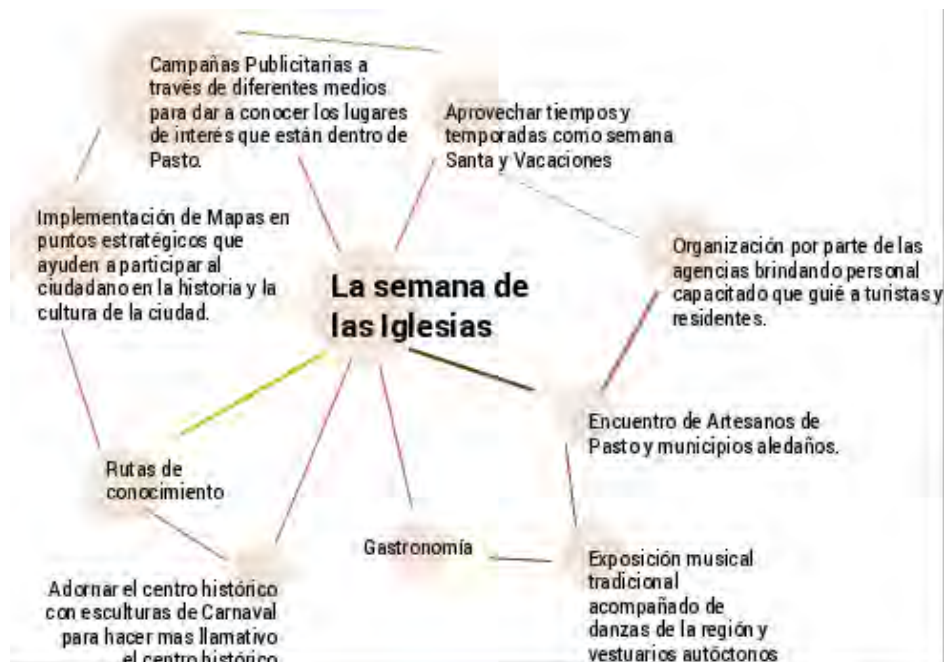 Campañas Publicitarias a
través de diferentes medios
para dar a conocer los lugares
de interés que están dentro de
Pasto.
Aprovechar tiempos y
temporadas como semana
Santa y Vacaciones
Implementación de Mapas en
puntos estratégicos que
ayuden a participar al
ciudadano en la historia y la
cultura de la ciudad.
Organización por parte de las
agencias brindando personal
capacitado que guié a turistas y
residentes.
La semana de
las Iglesias
Encuentro de Artesanos de
Pasto y municipios aledaños.
Rutas de
conocimiento
Gastronomía
Exposición musical
tradicional
acompañado de
danzas de la región y
vestuarios autóctonos
Adornar el centro histórico
con esculturas de Carnaval
para hacer mas llamativo
el centro histórico